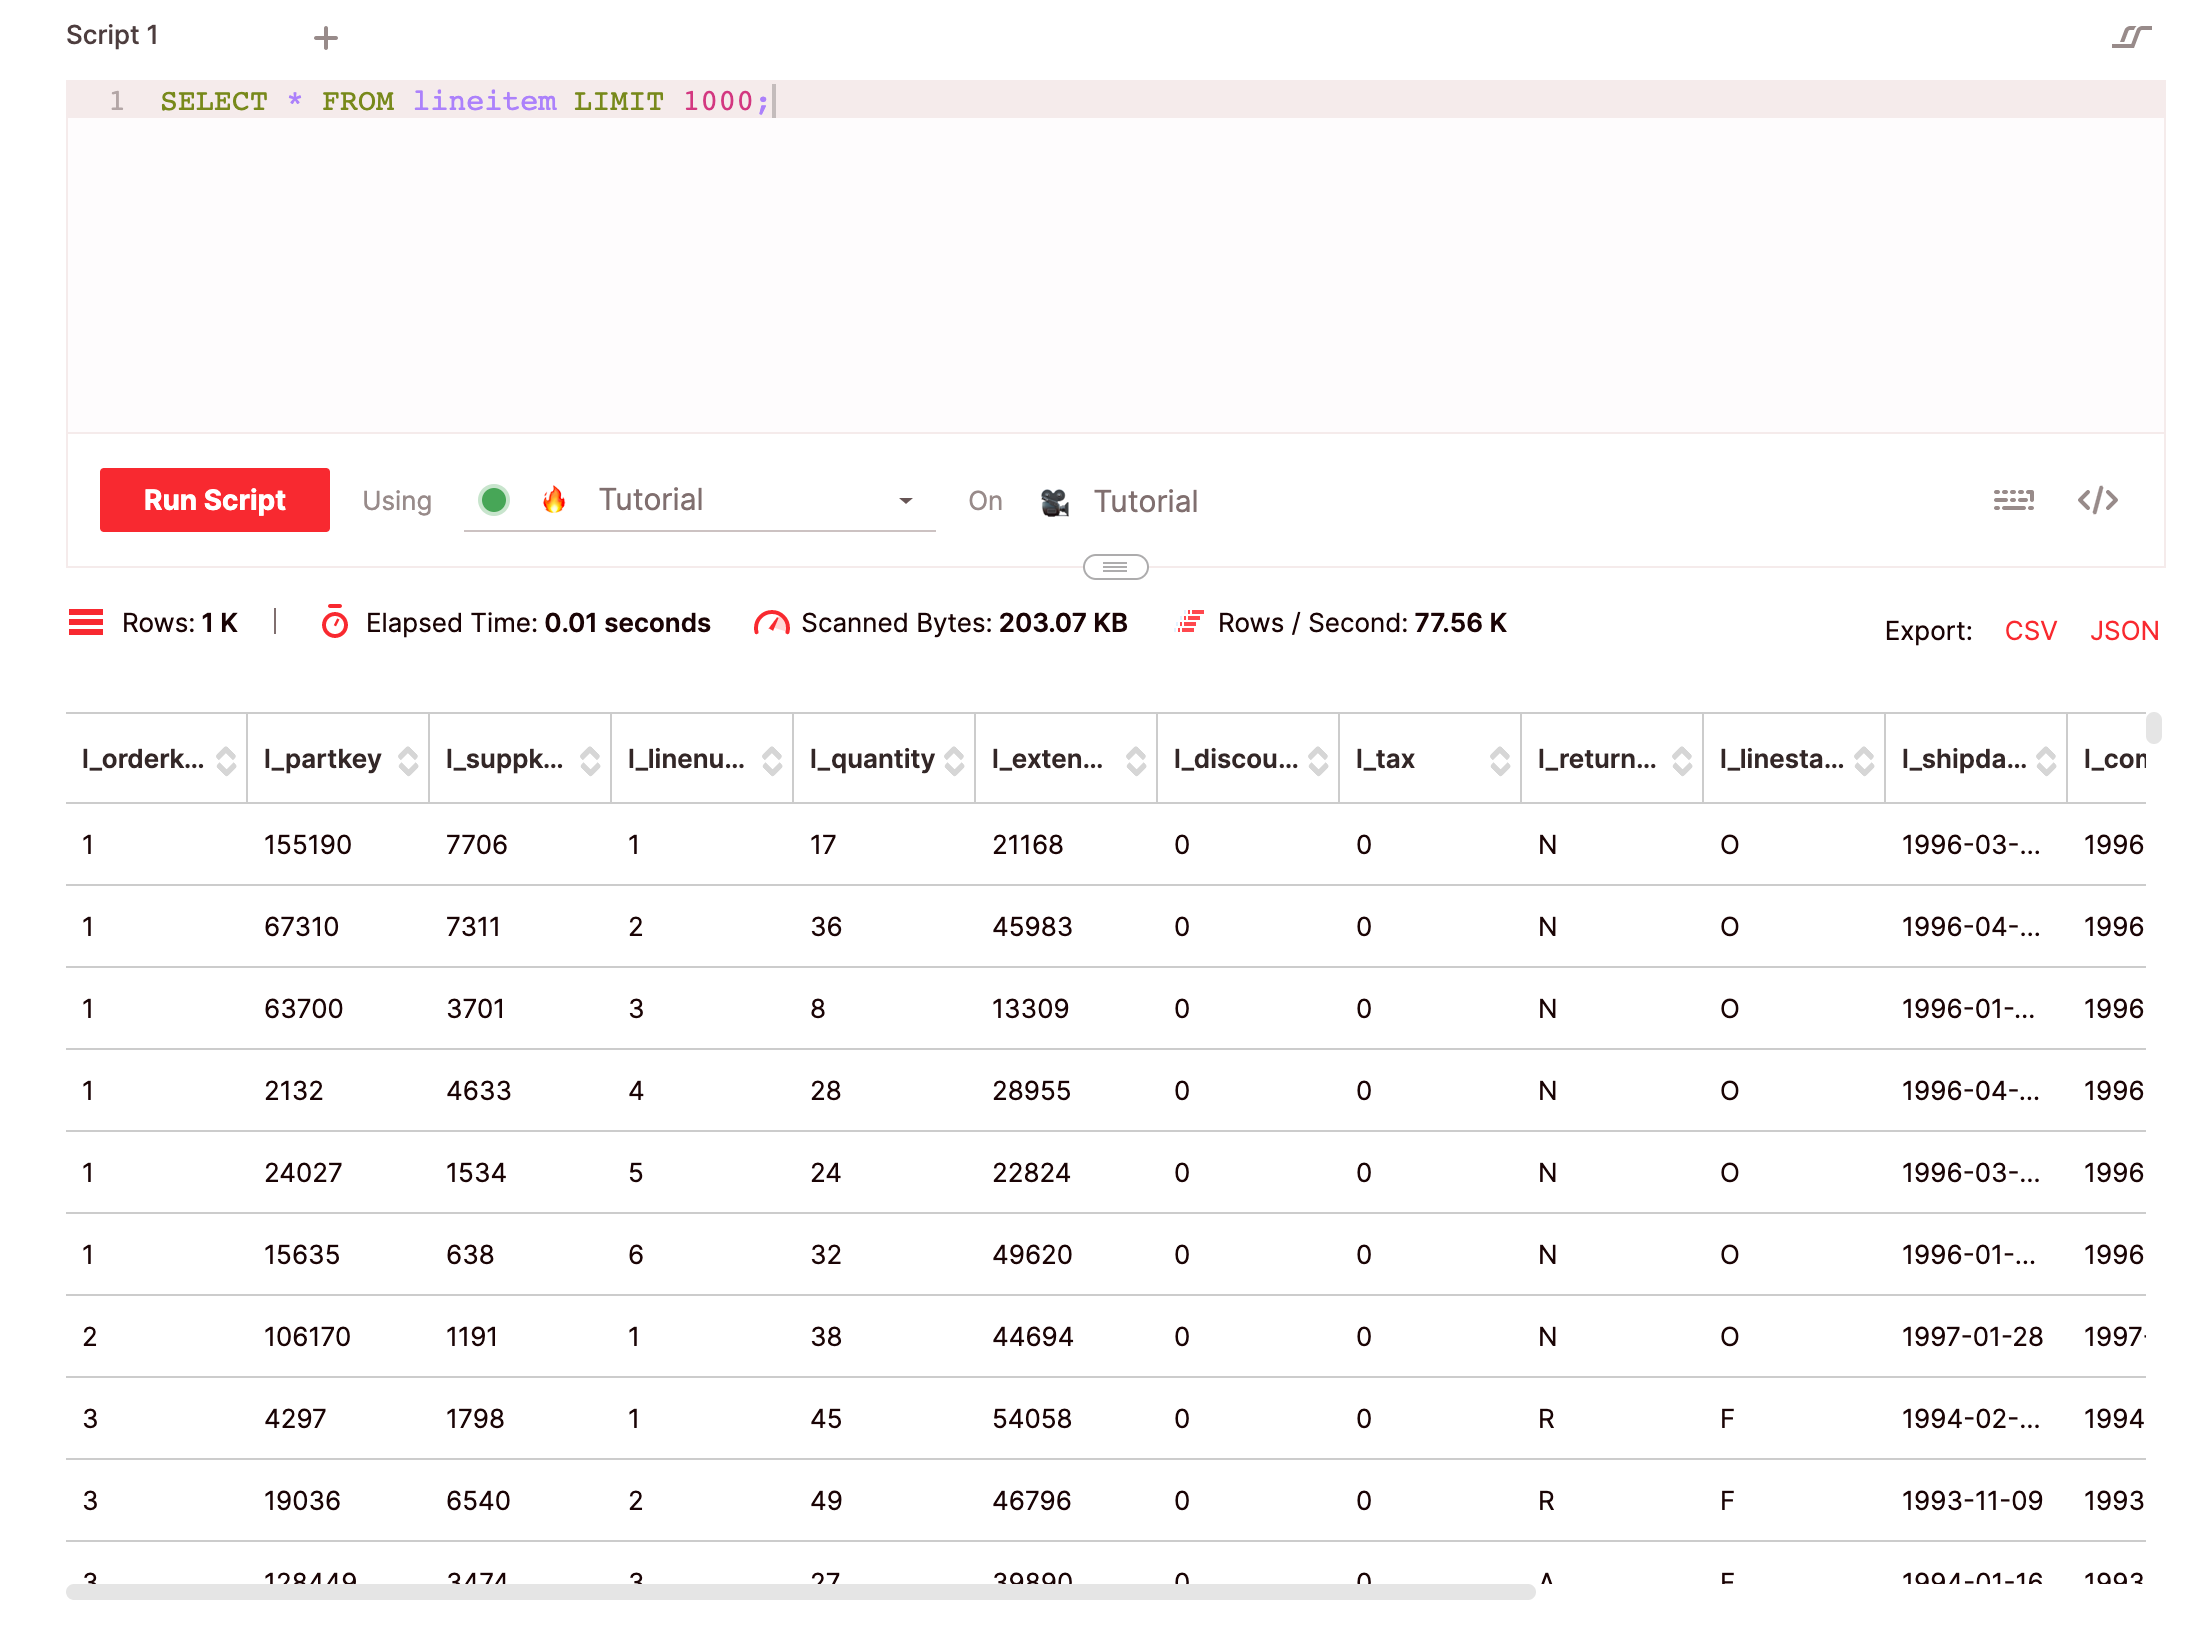 Script 1 +
1 SELECT * FROM lineitem LIMIT 1000;
Run Script Using Tutorial On Tutorial
Rows: 1 K | Elapsed Time: 0.01 seconds Scanned Bytes: 203.07 KB Rows / Second: 77.56 K Export: CSV JSON
l_orderk... l_partkey l_suppk... l_linenu... l_quantity l_exten... l_discou... l_tax l_return... l_linesta... l_shipda... l_con
1 155190 7706 1 17 21168 0 0 N O 1996-03-... 1996
1 67310 7311 2 36 45983 0 0 N O 1996-04-... 1996
1 63700 3701 3 8 13309 0 0 N O 1996-01-... 1996
1 2132 4633 4 28 28955 0 0 N O 1996-04-... 1996
1 24027 1534 5 24 22824 0 0 N O 1996-03-... 1996
1 15635 638 6 32 49620 0 0 N O 1996-01-... 1996
2 106170 1191 1 38 44694 0 0 N O 1997-01-28 1997-
3 4297 1798 1 45 54058 0 0 R F 1994-02-... 1994
3 19036 6540 2 49 46796 0 0 R F 1993-11-09 1993
3 128449 3474 3 27 39890 0 0 A F 1994-01-16 1993